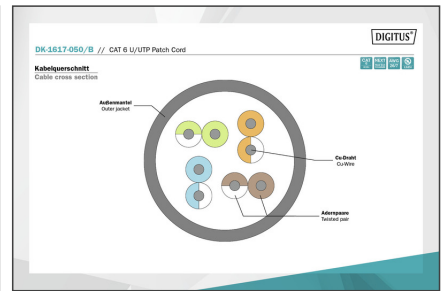 DIGITUS®
DK-1617-050/B // CAT 6 U/UTP Patch Cord
Kabelquerschnitt
Cable cross section
Außenmantel
Outer jacket
Cu-Draht
Cu-Wire
Adernpaare
Twisted pair